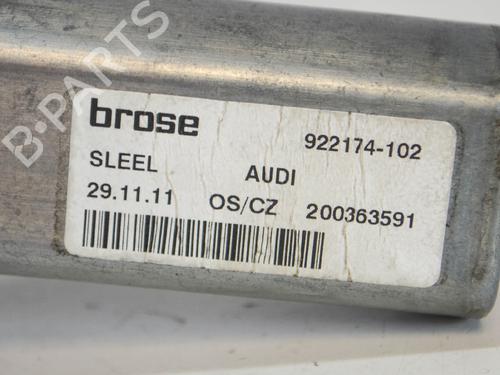 B-PARTS
brose 922174-102
SLEEL AUDI
29.11.11 OS/CZ 200363591